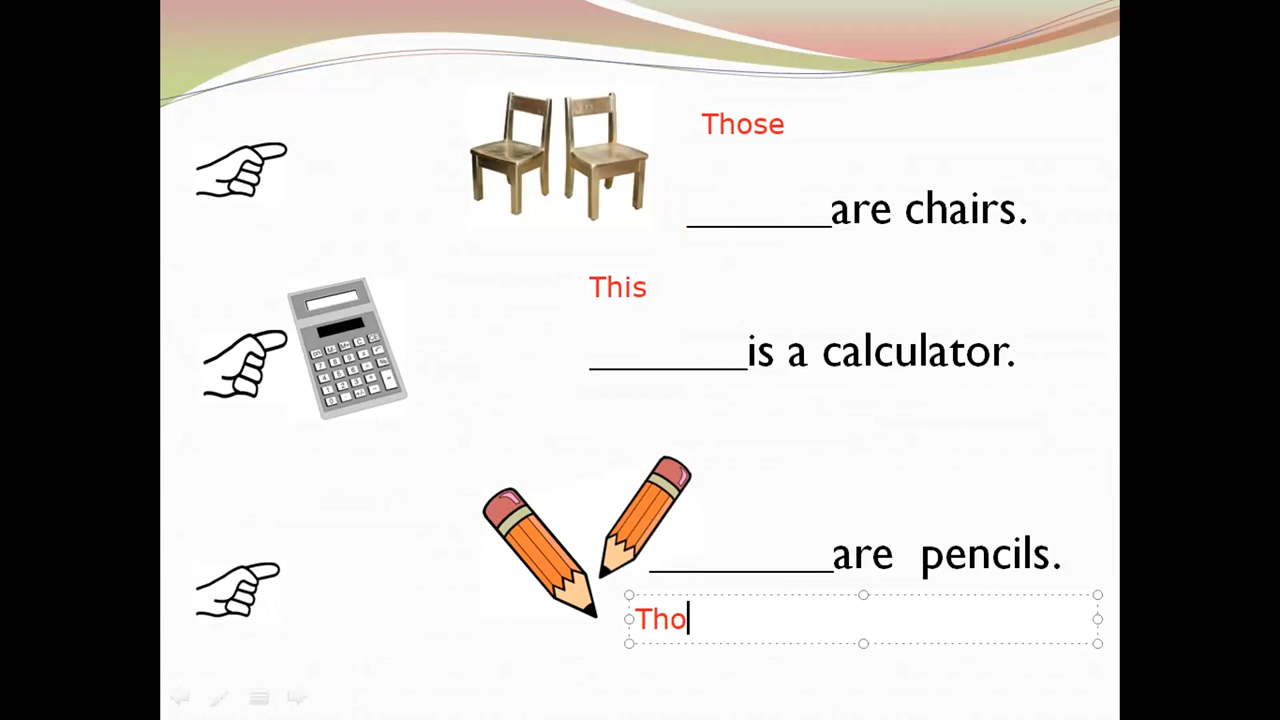 Those
_______are chairs.
This
________is a calculator.
_________are pencils.
Tho